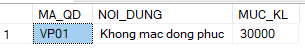 MA_QD NOI_DUNG MUC_KL
1 VP01 Khong mac dong phuc 30000